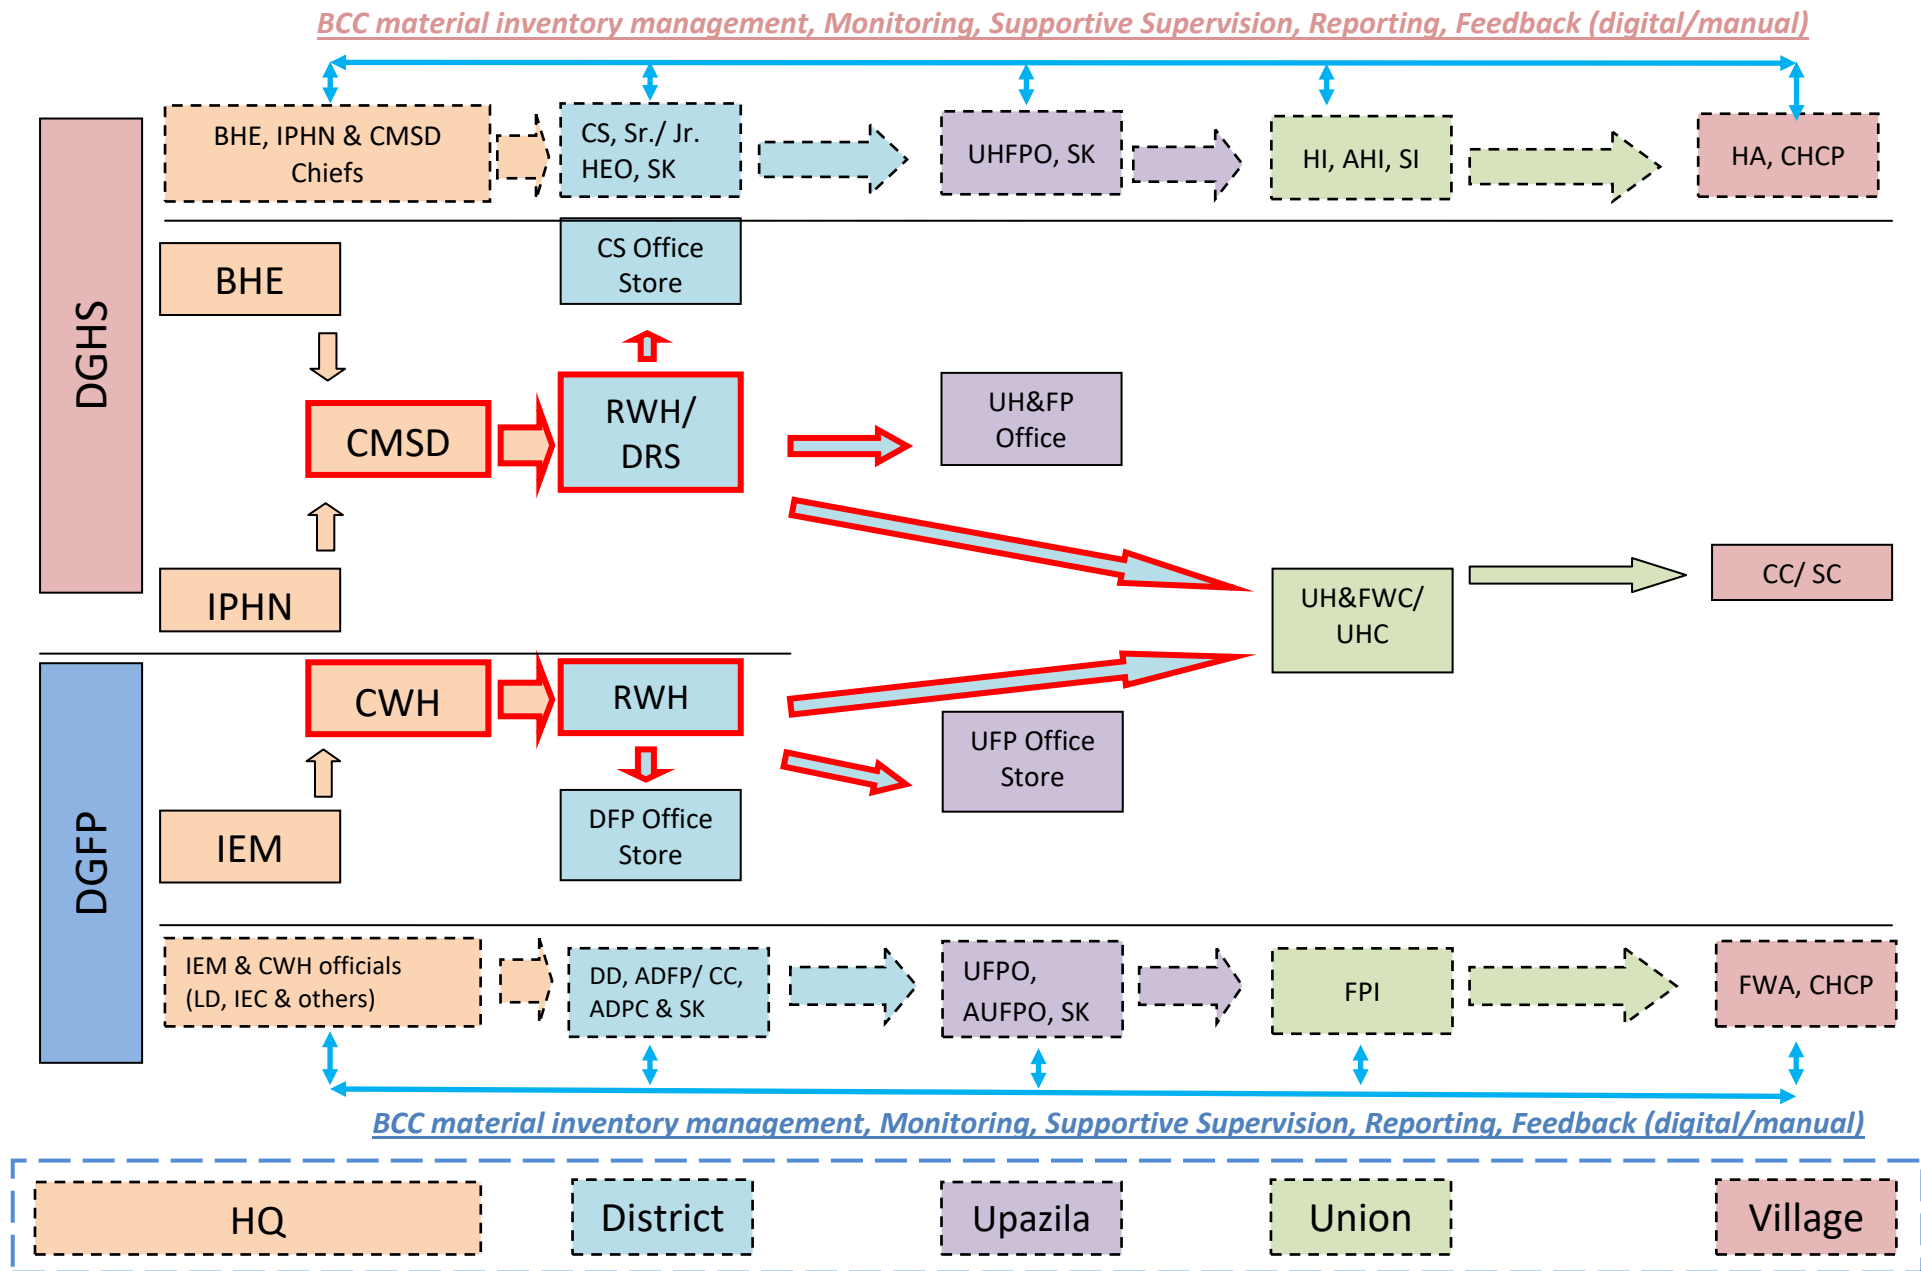 BCC material inventory management, Monitoring, Supportive Supervision, Reporting, Feedback (digital/manual)
DGHS
BHE, IPHN & CMSD
Chiefs
CS, Sr./ Jr.
HEO, SK
UHFPO, SK
HI, AHI, SI
HA, CHCP
BHE
CS Office
Store
CMSD
RWH/
DRS
UH&FP
Office
IPHN
UH&FWC/
UHC
CC/ SC
DGFP
CWH
RWH
UFP Office
Store
IEM
DFP Office
Store
IEM & CWH officials
(LD, IEC & others)
DD, ADFP/ CC,
ADPC & SK
UFPO,
AUFPO, SK
FPI
FWA, CHCP
BCC material inventory management, Monitoring, Supportive Supervision, Reporting, Feedback (digital/manual)
HQ
District
Upazila
Union
Village